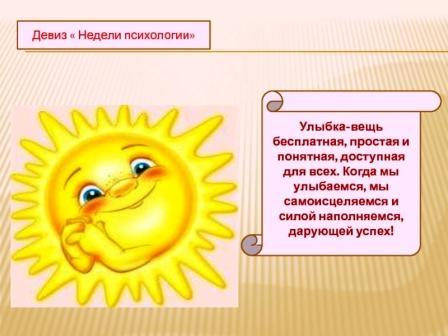 Девиз « Недели психологии»
Улыбка-вещь
бесплатная, простая и
понятная, доступная
для всех. Когда мы
улыбаемся, мы
самоисцеляемся и
силой наполняемся,
дарующей успех!